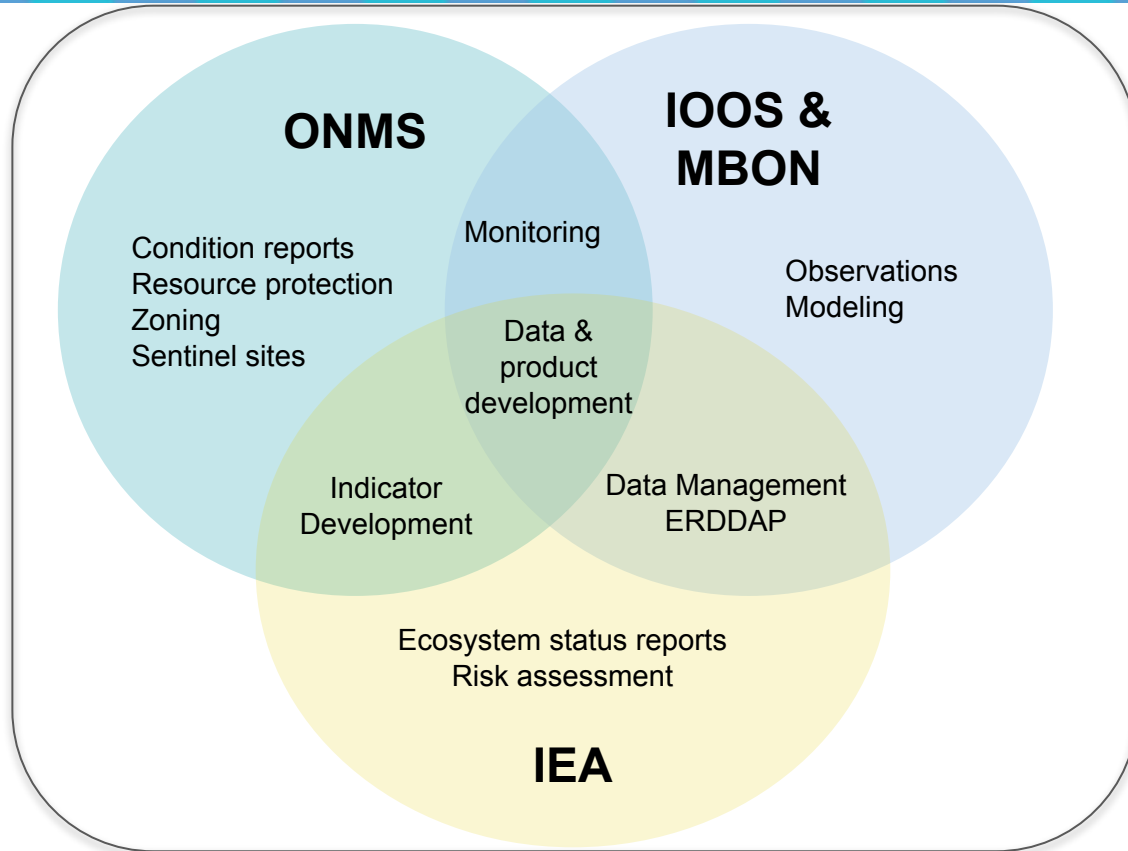 ONMS
IOOS &
MBON
Condition reports
Resource protection
Zoning
Sentinel sites
Monitoring
Observations
Modeling
Data &
product
development
Indicator
Development
Data Management
ERDDAP
Ecosystem status reports
Risk assessment
IEA